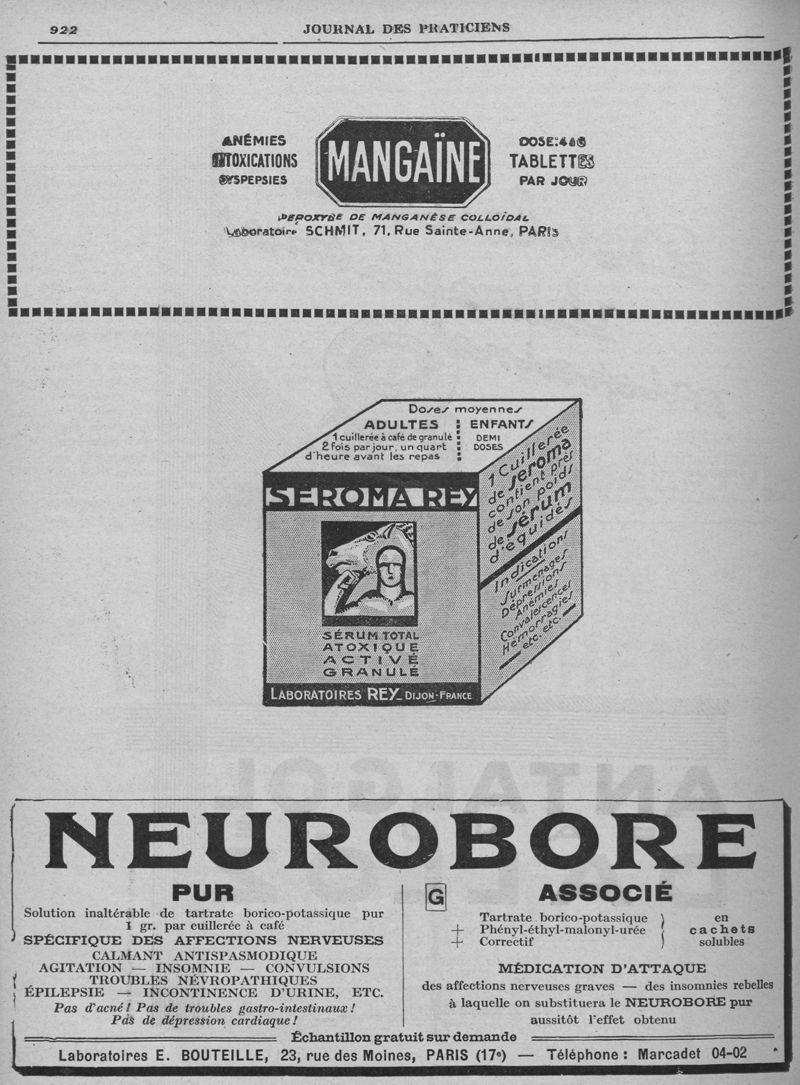 922
JOURNAL DES PRATICIENS
ANÉMIES
INTOXICATIONS
DYSPEPSIES
MANGAÏNE
DOSE: 4 à 6
TABLETTES
PAR JOUR
PEROXYDE DE MANGANÈSE COLLOÏDAL
Laboratoire SCHMIT, 71, Rue Sainte-Anne, PARIS
Doses moyennes
ADULTES
1 cuillerée à café de granulé
2 fois par jour, un quart
d'heure avant les repas
ENFANTS
DEMI
DOSES
SEROMA REY
SÉRUM TOTAL
ATOXIQUE
ACTIVÉ
GRANULÉ
LABORATOIRES REY_DIJON-FRANCE
1 Cuillerée
de seroma
contient près
de son poids
de sérum
d'équidés
Indications
Surmenages
Dépressions
Anémies
Convalescences
Hémorragies
etc. etc.
NEUROBORE
PUR
Solution inaltérable de tartrate borico-potassique pur
1 gr. par cuillerée à café
SPÉCIFIQUE DES AFFECTIONS NERVEUSES
CALMANT ANTISPASMODIQUE
AGITATION — INSOMNIE — CONVULSIONS
TROUBLES NÉVROPATHIQUES
ÉPILEPSIE — INCONTINENCE D'URINE, ETC.
Pas d'acné! Pas de troubles gastro-intestinaux!
Pas de dépression cardiaque!
G
ASSOCIÉ
Tartrate borico-potassique
+ Phényl-éthyl-malonyl-urée
+ Correctif
en
cachets
solubles
MÉDICATION D'ATTAQUE
des affections nerveuses graves — des insomnies rebelles
à laquelle on substituera le NEUROBORE pur
aussitôt l'effet obtenu
Échantillon gratuit sur demande
Laboratoires E. BOUTEILLE, 23, rue des Moines, PARIS (17e) — Téléphone: Marcadet 04-02